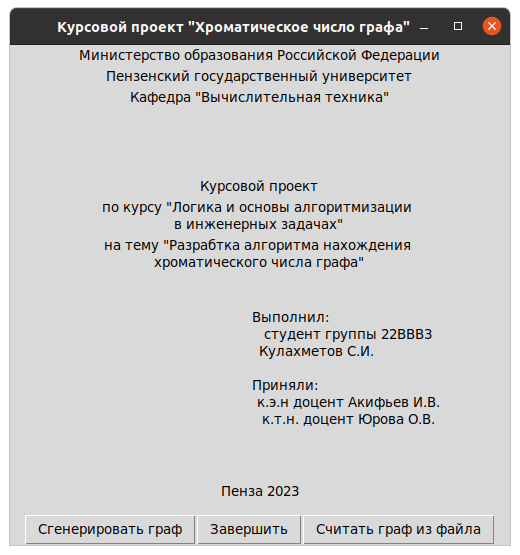 Курсовой проект "Хроматическое число графа"
Министерство образования Российской Федерации
Пензенский государственный университет
Кафедра "Вычислительная техника"
Курсовой проект
по курсу "Логика и основы алгоритмизации
в инженерных задачах"
на тему "Разрабтка алгоритма нахождения
хроматического числа графа"
Выполнил:
студент группы 22ВВВ3
Кулахметов С.И.
Приняли:
к.э.н доцент Акифьев И.В.
к.т.н. доцент Юрова О.В.
Пенза 2023
Сгенерировать граф Завершить Считать граф из файла